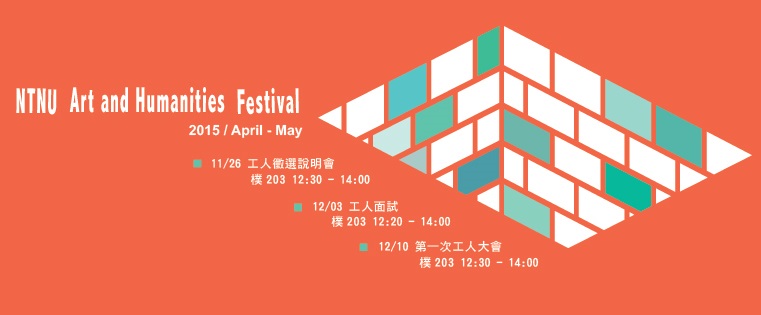 NTNU Art and Humanities Festival
2015 / April - May
11/26 工人徵選說明會
樸 203 12:30 - 14:00
12/03 工人面試
樸 203 12:20 - 14:00
12/10 第一次工人大會
樸 203 12:30 - 14:00